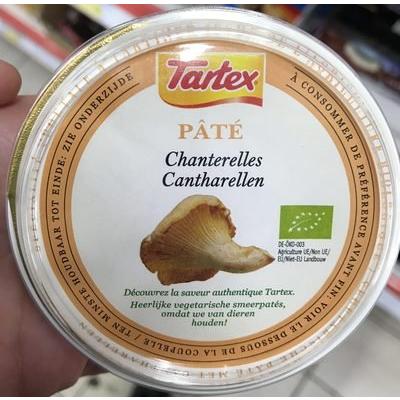 Tartex
PÂTÉ
Chanterelles
Cantharellen
DE-ÖKO-003
Agriculture UE/Non UE/
EU/Niet-EU Landbouw
Découvrez la saveur authentique Tartex.
Heerlijke vegetarische smeerpatés,
omdat we van dieren
houden!
À CONSOMMER DE PRÉFÉRENCE AVANT FIN: VOIR LE DESSOUS DE LA COUPELLE / TEN MINSTE HOUDBAAR TOT EINDE: ZIE ONDERZIJDE